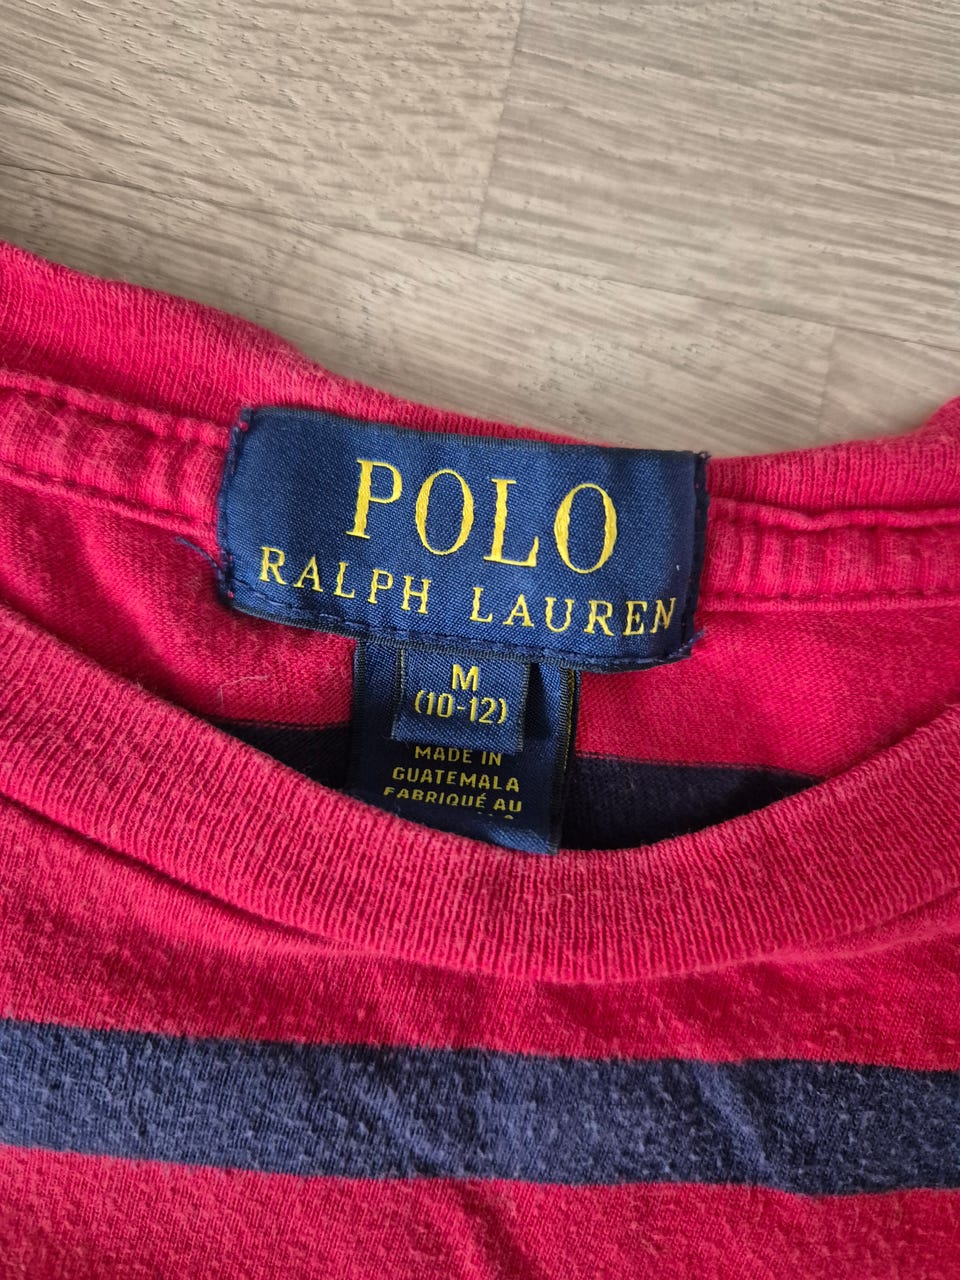 POLO
RALPH LAUREN
M
(10-12)
MADE IN
GUATEMALA
FABRIQUÉ AU